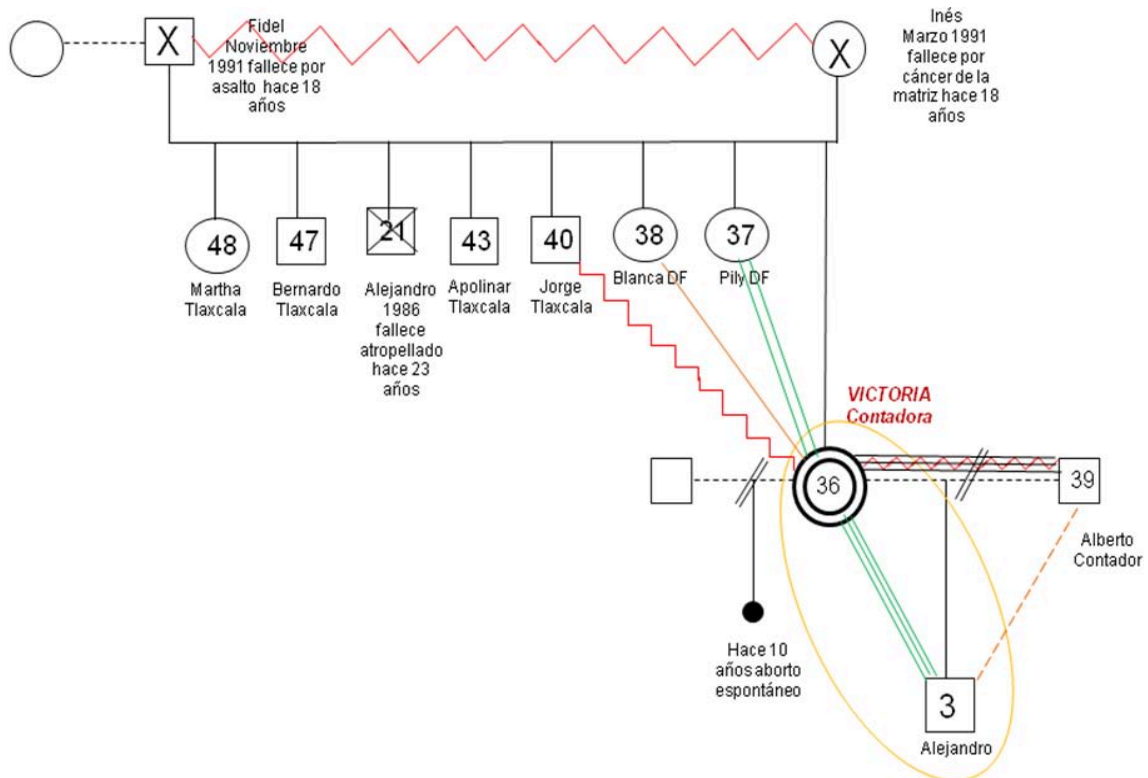 X
Fidel
Noviembre
1991 fallece por
asalto hace 18
años
X
Inés
Marzo 1991
fallece por
cáncer de la
matriz hace 18
años
48
Martha
Tlaxcala
47
Bernardo
Tlaxcala
21
Alejandro
1986
fallece
atropellado
hace 23
años
43
Apolinar
Tlaxcala
40
Jorge
Tlaxcala
38
Blanca DF
37
Pily DF
VICTORIA
Contadora
36
39
Alberto
Contador
Hace 10
años aborto
espontáneo
3
Alejandro